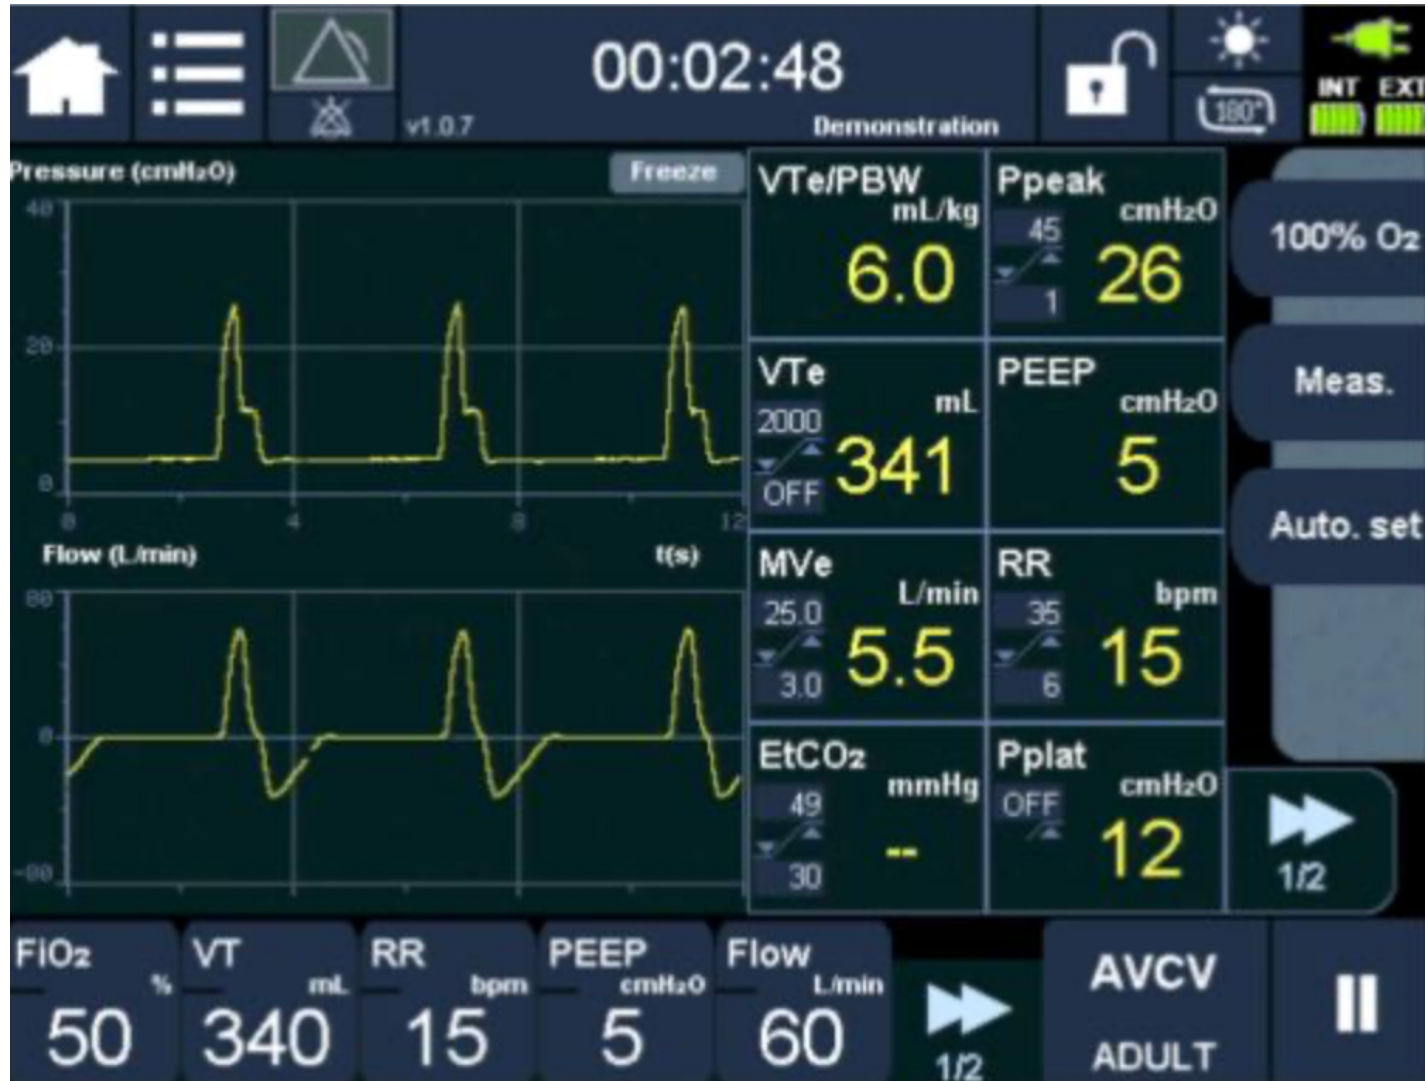 00:02:48
v1.0.7
Demonstration
180°
INT EXT
Pressure (cmH₂O)
Freeze
40
20
0
0 4 8 12
Flow (L/min)
t(s)
80
0
-80
VTe/PBW
mL/kg
6.0
Ppeak
cmH₂O
45
1
26
VTe
mL
2000
OFF
341
PEEP
cmH₂O
5
MVe
L/min
25.0
3.0
5.5
RR
bpm
35
6
15
EtCO₂
mmHg
49
30
--
Pplat
cmH₂O
OFF
12
100% O₂
Meas.
Auto. set
1/2
FiO₂
%
50
VT
mL
340
RR
bpm
15
PEEP
cmH₂O
5
Flow
L/min
60
1/2
AVCV
ADULT